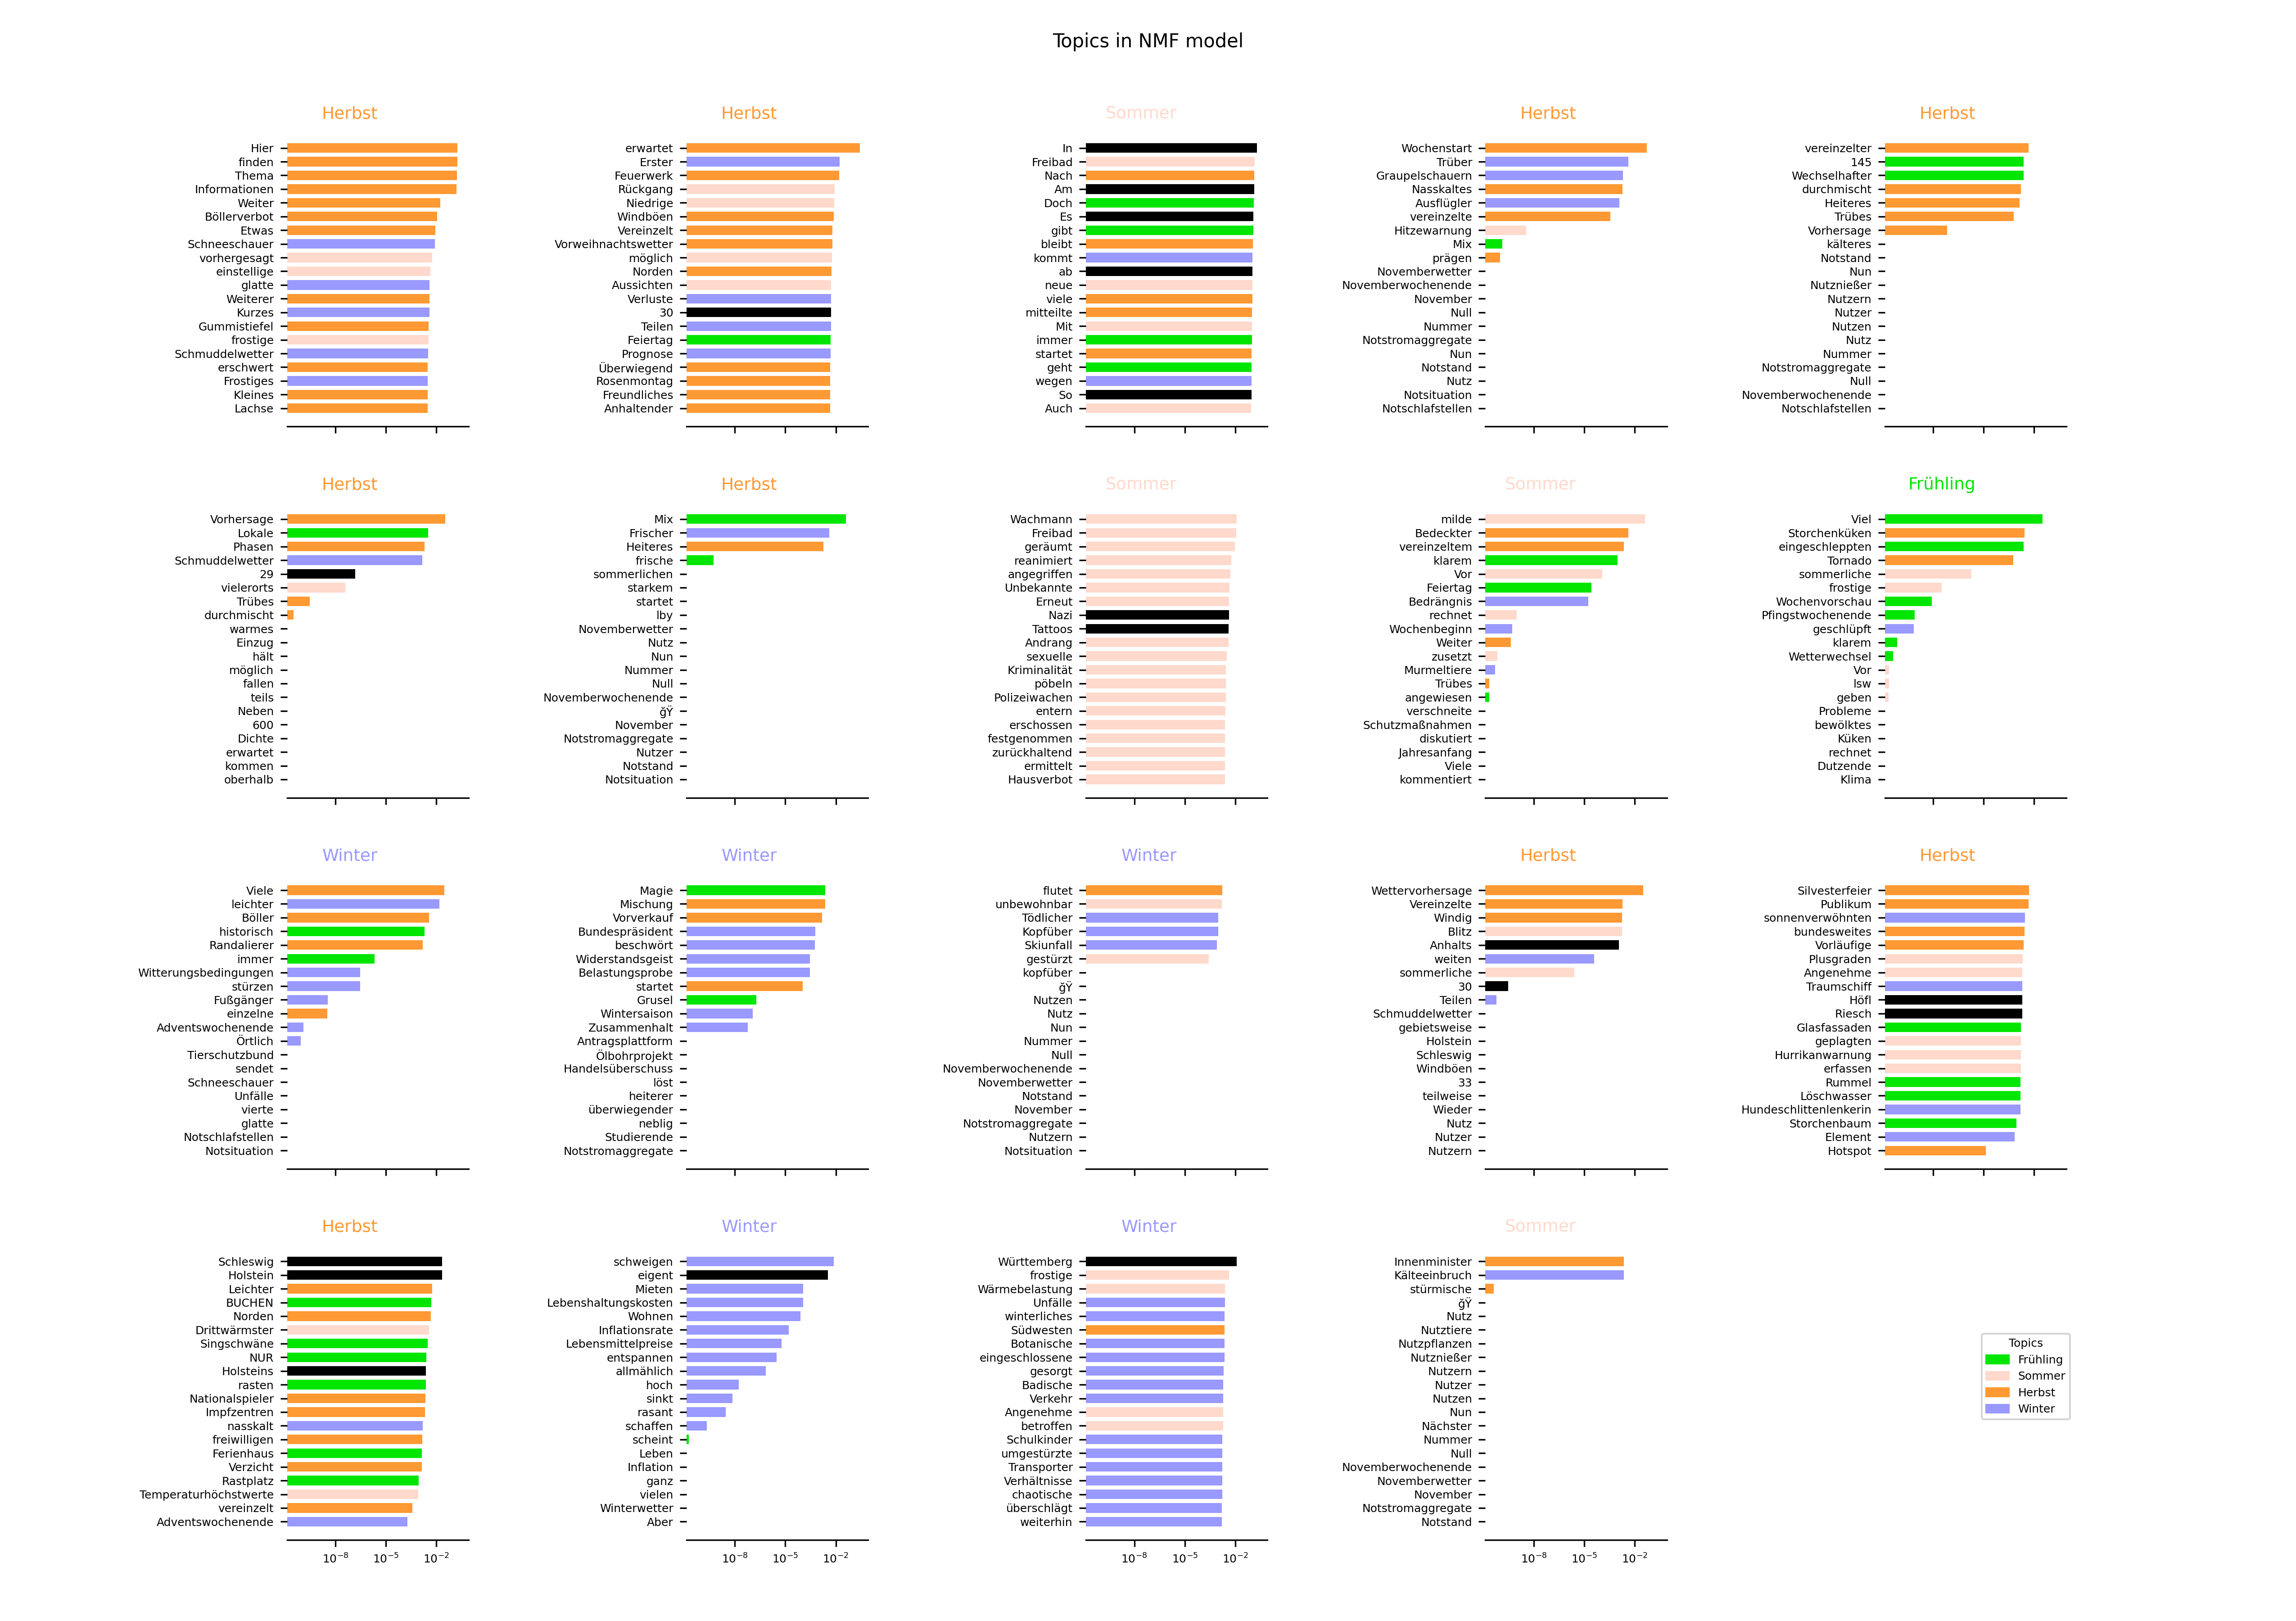 Topics in NMF model
Herbst
Hier
finden
Thema
Informationen
Weiter
Böllerverbot
Etwas
Schneeschauer
vorhergesagt
einstellige
glatte
Weiterer
Kurzes
Gummistiefel
frostige
Schmuddelwetter
erschwert
Frostiges
Kleines
Lachse
Herbst
erwartet
Erster
Feuerwerk
Rückgang
Niedrige
Windböen
Vereinzelt
Vorweihnachtswetter
möglich
Norden
Aussichten
Verluste
30
Teilen
Feiertag
Prognose
Überwiegend
Rosenmontag
Freundliches
Anhaltender
Sommer
In
Freibad
Nach
Am
Doch
Es
gibt
bleibt
kommt
ab
neue
viele
mitteilte
Mit
immer
startet
geht
wegen
So
Auch
Herbst
Wochenstart
Trüber
Graupelschauern
Nasskaltes
Ausflügler
vereinzelte
Hitzewarnung
Mix
prägen
Novemberwetter
Novemberwochenende
November
Null
Nummer
Notstromaggregate
Nun
Notstand
Nutz
Notsituation
Notschlafstellen
Herbst
vereinzelter
145
Wechselhafter
durchmischt
Heiteres
Trübes
Vorhersage
kälteres
Notstand
Nun
Nutznießer
Nutzern
Nutzer
Nutzen
Nutz
Nummer
Notstromaggregate
Null
Novemberwochenende
Notschlafstellen
Herbst
Vorhersage
Lokale
Phasen
Schmuddelwetter
29
vielerorts
Trübes
durchmischt
warmes
Einzug
hält
möglich
fallen
teils
Neben
600
Dichte
erwartet
kommen
oberhalb
Herbst
Mix
Frischer
Heiteres
frische
sommerlichen
starkem
startet
Novemberwetter
Nutz
Nun
Nummer
Null
Novemberwochenende
ğŸ
November
Notstromaggregate
Nutzer
Notstand
Notsituation
Sommer
Wachmann
Freibad
geräumt
reanimiert
angegriffen
Unbekannte
Erneut
Nazi
Tattoos
Andrang
sexuelle
Kriminalität
pöbeln
Polizeiwachen
entern
erschossen
festgenommen
zurückhaltend
ermittelt
Hausverbot
Sommer
milde
Bedeckter
vereinzeltem
klarem
Vor
Feiertag
Bedrängnis
rechnet
Wochenbeginn
Weiter
zusetzt
Murmeltiere
Trübes
angewiesen
verschneite
Schutzmaßnahmen
diskutiert
Jahresanfang
Viele
kommentiert
Frühling
Viel
Storchenküken
eingeschleppten
Tornado
sommerliche
frostige
Wochenvorschau
Pfingstwochenende
geschlüpft
klarem
Wetterwechsel
Vor
lsw
geben
Probleme
bewölktes
Küken
rechnet
Dutzende
Klima
Winter
Viele
leichter
Böller
historisch
Randalierer
immer
Witterungsbedingungen
stürzen
Fußgänger
einzelne
Adventswochenende
Örtlich
Tierschutzbund
sendet
Schneeschauer
Unfälle
vierte
glatte
Notschlafstellen
Notsituation
Winter
Magie
Mischung
Vorverkauf
Bundespräsident
beschwört
Widerstandsgeist
Belastungsprobe
startet
Grusel
Wintersaison
Zusammenhalt
Antragsplattform
Ölbohrprojekt
Handelsüberschuss
löst
heiterer
überwiegender
neblig
Studierende
Notstromaggregate
Winter
flutet
unbewohnbar
Tödlicher
Kopfüber
Skiunfall
gestürzt
kopfüber
ğŸ
Nutzen
Nutz
Nun
Nummer
Null
Novemberwochenende
Novemberwetter
Notstand
November
Notstromaggregate
Nutzern
Notsituation
Herbst
Wettervorhersage
Vereinzelte
Windig
Blitz
Anhalts
weiten
sommerliche
30
Teilen
Schmuddelwetter
gebietsweise
Holstein
Schleswig
Windböen
33
teilweise
Wieder
Nutz
Nutzer
Nutzern
Herbst
Silvesterfeier
Publikum
sonnenverwöhnten
bundesweites
Vorläufige
Plusgraden
Angenehme
Traumschiff
Höfl
Riesch
Glasfassaden
geplagten
Hurrikanwarnung
erfassen
Rummel
Löschwasser
Hundeschlittenlenkerin
Storchenbaum
Element
Hotspot
Herbst
Schleswig
Holstein
Leichter
BUCHEN
Norden
Drittwärmster
Singschwäne
NUR
Holsteins
rasten
Nationalspieler
Impfzentren
nasskalt
freiwilligen
Ferienhaus
Verzicht
Rastplatz
Temperaturhöchstwerte
vereinzelt
Adventswochenende
10⁻⁸ 10⁻⁵ 10⁻²
Winter
schweigen
eigent
Mieten
Lebenshaltungskosten
Wohnen
Inflationsrate
Lebensmittelpreise
entspannen
allmählich
hoch
sinkt
rasant
schaffen
scheint
Leben
Inflation
ganz
vielen
Winterwetter
Aber
10⁻⁸ 10⁻⁵ 10⁻²
Winter
Württemberg
frostige
Wärmebelastung
Unfälle
winterliches
Südwesten
Botanische
eingeschlossene
gesorgt
Badische
Verkehr
Angenehme
betroffen
Schulkinder
umgestürzte
Transporter
Verhältnisse
chaotische
überschlägt
weiterhin
10⁻⁸ 10⁻⁵ 10⁻²
Sommer
Innenminister
Kälteeinbruch
stürmische
ğŸ
Nutz
Nutztiere
Nutzpflanzen
Nutznießer
Nutzern
Nutzer
Nutzen
Nun
Nächster
Nummer
Null
Novemberwochenende
Novemberwetter
November
Notstromaggregate
Notstand
10⁻⁸ 10⁻⁵ 10⁻²
Topics
Frühling
Sommer
Herbst
Winter